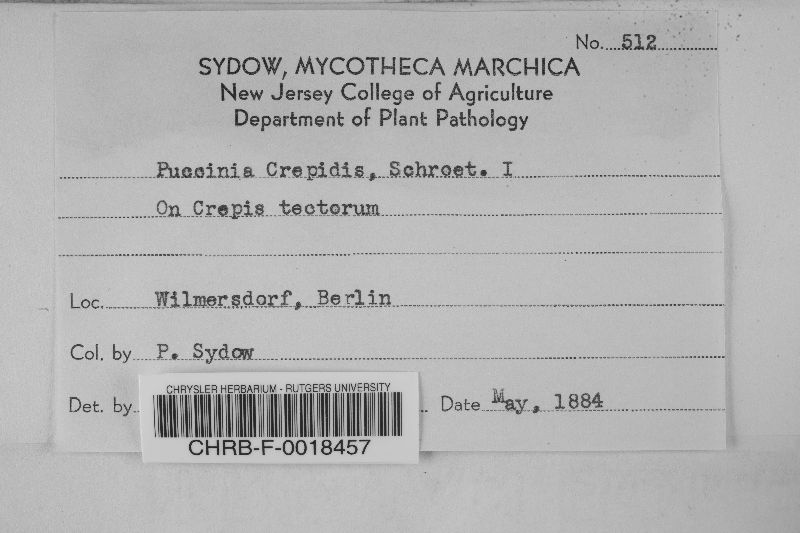 No. 512
SYDOW, MYCOTHECA MARCHICA
New Jersey College of Agriculture
Department of Plant Pathology
Puccinia Crepidis, Schroet. I
On Crepis tectorum
Loc. Wilmersdorf, Berlin
Col. by P. Sydow
Det. by
Date May, 1884
CHRYSLER HERBARIUM - RUTGERS UNIVERSITY
CHRB-F-0018457